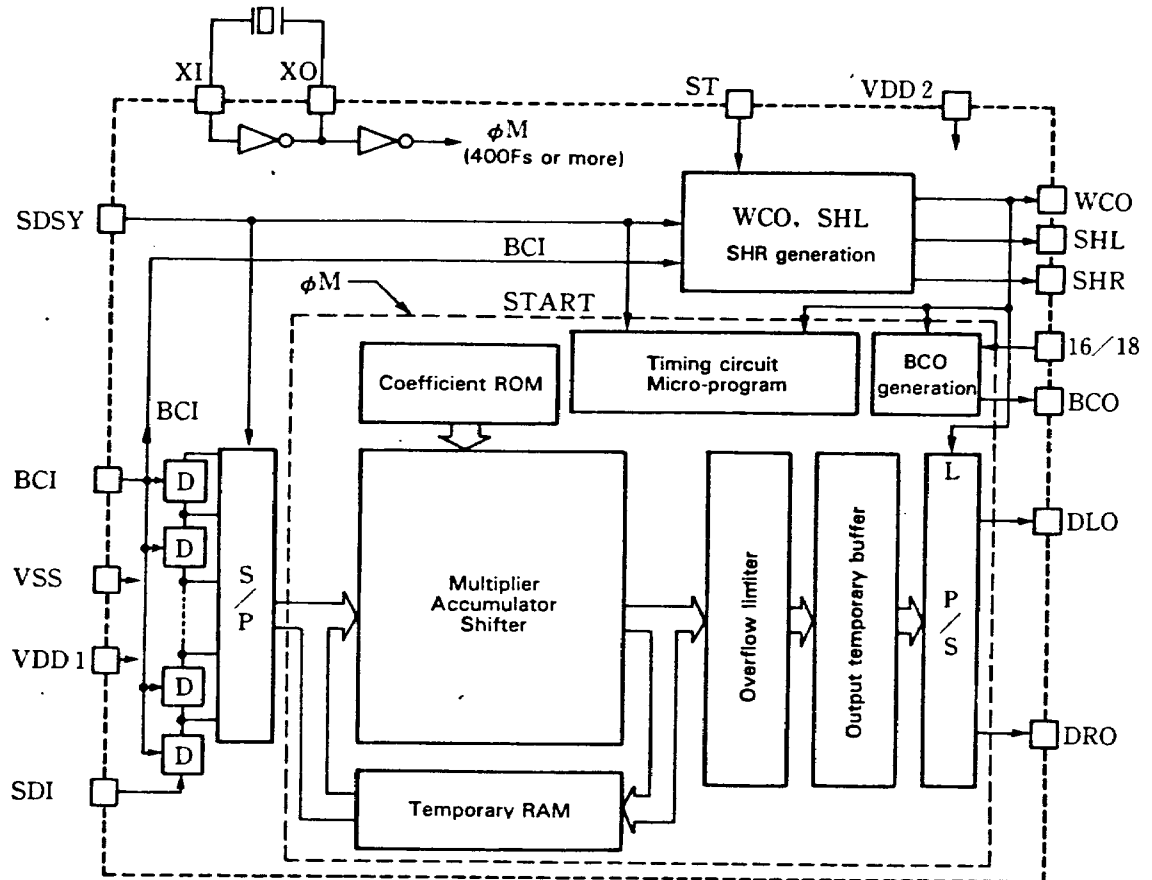 XI
XO
ST
VDD 2
φM
(400Fs or more)
SDSY
WCO, SHL
SHR generation
WCO
SHL
SHR
BCI
φM
START
Coefficient ROM
Timing circuit
Micro-program
BCO
generation
16/18
BCO
BCI
BCI
D
D
D
D
S/P
VSS
VDD 1
SDI
Multiplier
Accumulator
Shifter
Overflow limiter
Output temporary buffer
L
P/S
DLO
DRO
Temporary RAM